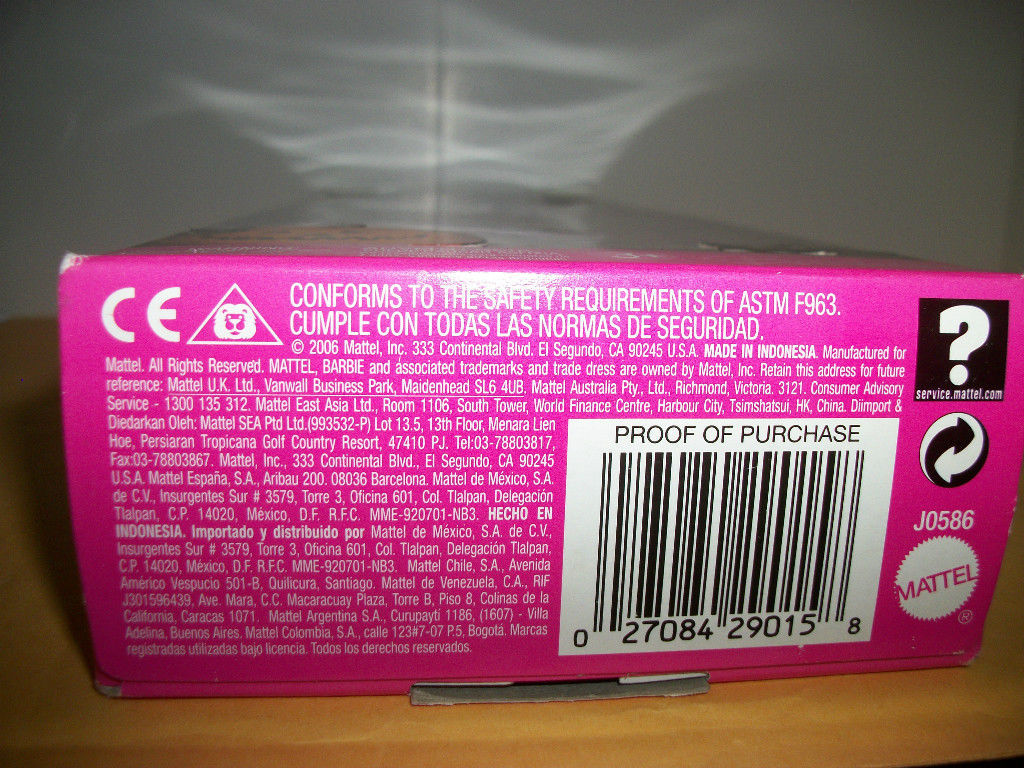 CE
CONFORMS TO THE SAFETY REQUIREMENTS OF ASTM F963.
CUMPLE CON TODAS LAS NORMAS DE SEGURIDAD.
© 2006 Mattel, Inc. 333 Continental Blvd. El Segundo, CA 90245 U.S.A. MADE IN INDONESIA. Manufactured for
Mattel. All Rights Reserved. MATTEL, BARBIE and associated trademarks and trade dress are owned by Mattel, Inc. Retain this address for future
reference: Mattel U.K. Ltd., Vanwall Business Park, Maidenhead SL6 4UB. Mattel Australia Pty., Ltd., Richmond, Victoria. 3121. Consumer Advisory
Service - 1300 135 312. Mattel East Asia Ltd., Room 1106, South Tower, World Finance Centre, Harbour City, Tsimshatsui, HK, China. Diimport &
Diedarkan Oleh: Mattel SEA Ptd Ltd.(993532-P) Lot 13.5, 13th Floor, Menara Lien
Hoe, Persiaran Tropicana Golf Country Resort, 47410 PJ. Tel:03-78803817,
Fax:03-78803867. Mattel, Inc., 333 Continental Blvd., El Segundo, CA 90245
U.S.A. Mattel España, S.A., Aribau 200. 08036 Barcelona. Mattel de México, S.A.
de C.V., Insurgentes Sur # 3579, Torre 3, Oficina 601, Col. Tlalpan, Delegación
Tlalpan, C.P. 14020, México, D.F. R.F.C. MME-920701-NB3. HECHO EN
INDONESIA. Importado y distribuido por Mattel de México, S.A. de C.V.,
Insurgentes Sur # 3579, Torre 3, Oficina 601, Col. Tlalpan, Delegación Tlalpan,
C.P. 14020, México, D.F. R.F.C. MME-920701-NB3. Mattel Chile, S.A., Avenida
Américo Vespucio 501-B, Quilicura, Santiago. Mattel de Venezuela, C.A., RIF
J301596439, Ave. Mara, C.C. Macaracuay Plaza, Torre B, Piso 8, Colinas de la
California, Caracas 1071. Mattel Argentina S.A., Curupaytí 1186, (1607) - Villa
Adelina, Buenos Aires. Mattel Colombia, S.A., calle 123#7-07 P.5, Bogotá. Marcas
registradas utilizadas bajo licencia. Todos los derechos reservados.
PROOF OF PURCHASE
0 27084 29015 8
?
service.mattel.com
J0586
MATTEL
®